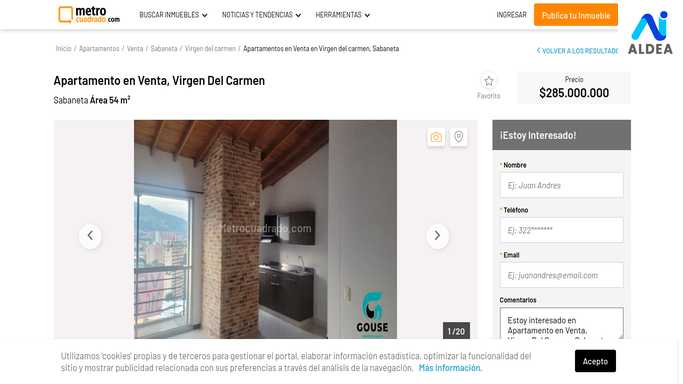 metro
cuadrado.com
BUSCAR INMUEBLES
NOTICIAS Y TENDENCIAS
HERRAMIENTAS
INGRESAR
Publica tu Inmueble
ALDEA
Inicio / Apartamentos / Venta / Sabaneta / Virgen del carmen / Apartamentos en Venta en Virgen del carmen, Sabaneta
VOLVER A LOS RESULTADO
Apartamento en Venta, Virgen Del Carmen
Sabaneta Área 54 m²
Favorito
Precio
$285.000.000
Metrocuadrado.com
GOUSE
1/20
¡Estoy Interesado!
* Nombre
Ej: Juan Andres
* Teléfono
Ej: 322*******
* Email
Ej: juanandres@email.com
Comentarios
Estoy interesado en
Apartamento en Venta,
Utilizamos 'cookies' propias y de terceros para gestionar el portal, elaborar información estadística, optimizar la funcionalidad del
sitio y mostrar publicidad relacionada con sus preferencias a través del análisis de la navegación. Más Información.
Acepto